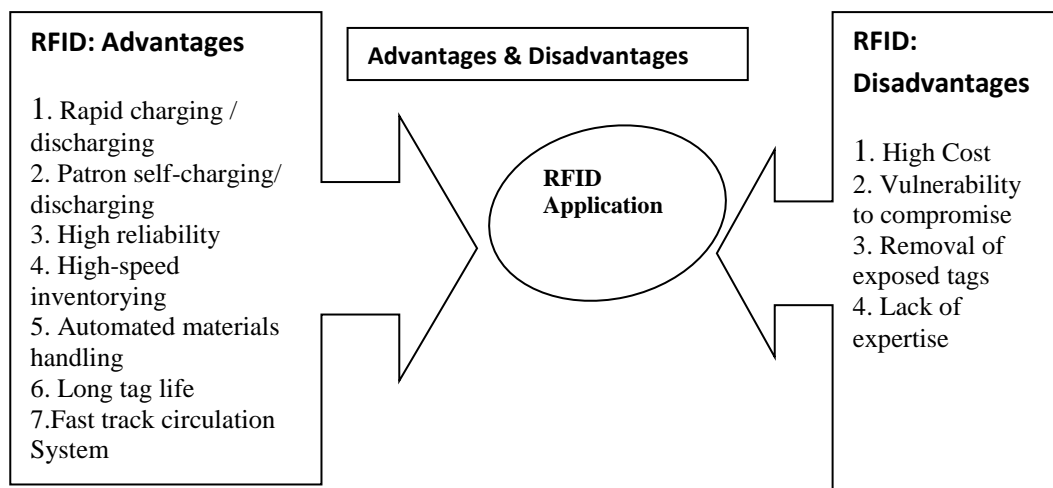 RFID: Advantages
1. Rapid charging /
discharging
2. Patron self-charging/
discharging
3. High reliability
4. High-speed
inventorying
5. Automated materials
handling
6. Long tag life
7.Fast track circulation
System
Advantages & Disadvantages
RFID
Application
RFID:
Disadvantages
1. High Cost
2. Vulnerability
to compromise
3. Removal of
exposed tags
4. Lack of
expertise